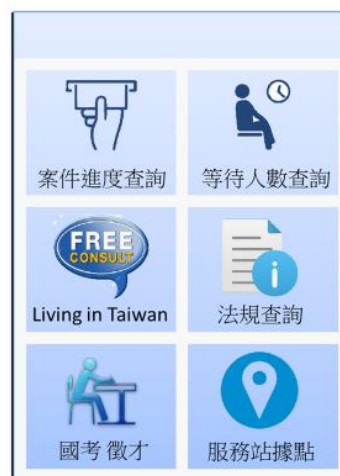 案件進度查詢
等待人數查詢
FREE
CONSULT
Living in Taiwan
法規查詢
國考 徵才
服務站據點